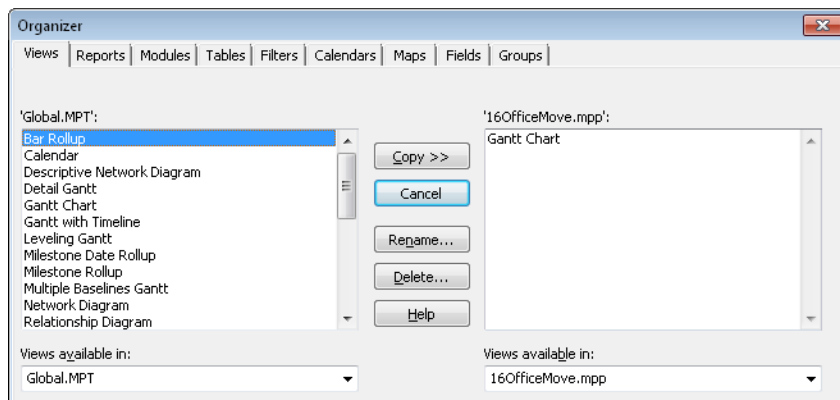 Organizer
Views Reports Modules Tables Filters Calendars Maps Fields Groups
'Global.MPT': '16OfficeMove.mpp':
Bar Rollup
Calendar
Descriptive Network Diagram
Detail Gantt
Gantt Chart
Gantt with Timeline
Leveling Gantt
Milestone Date Rollup
Milestone Rollup
Multiple Baselines Gantt
Network Diagram
Relationship Diagram
Copy >>
Cancel
Rename...
Delete...
Help
Gantt Chart
Views available in: Views available in:
Global.MPT 16OfficeMove.mpp